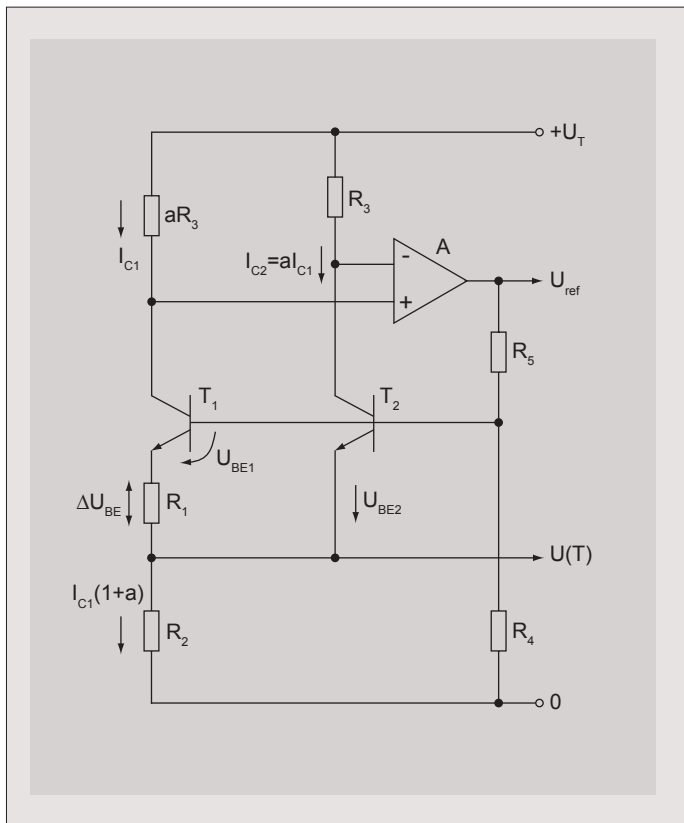 +U_T
R_3
aR_3
A
I_C1
I_C2=aI_C1
-
U_ref
+
R_5
T_1
T_2
U_BE1
ΔU_BE
R_1
U_BE2
U(T)
I_C1(1+a)
R_2
R_4
0